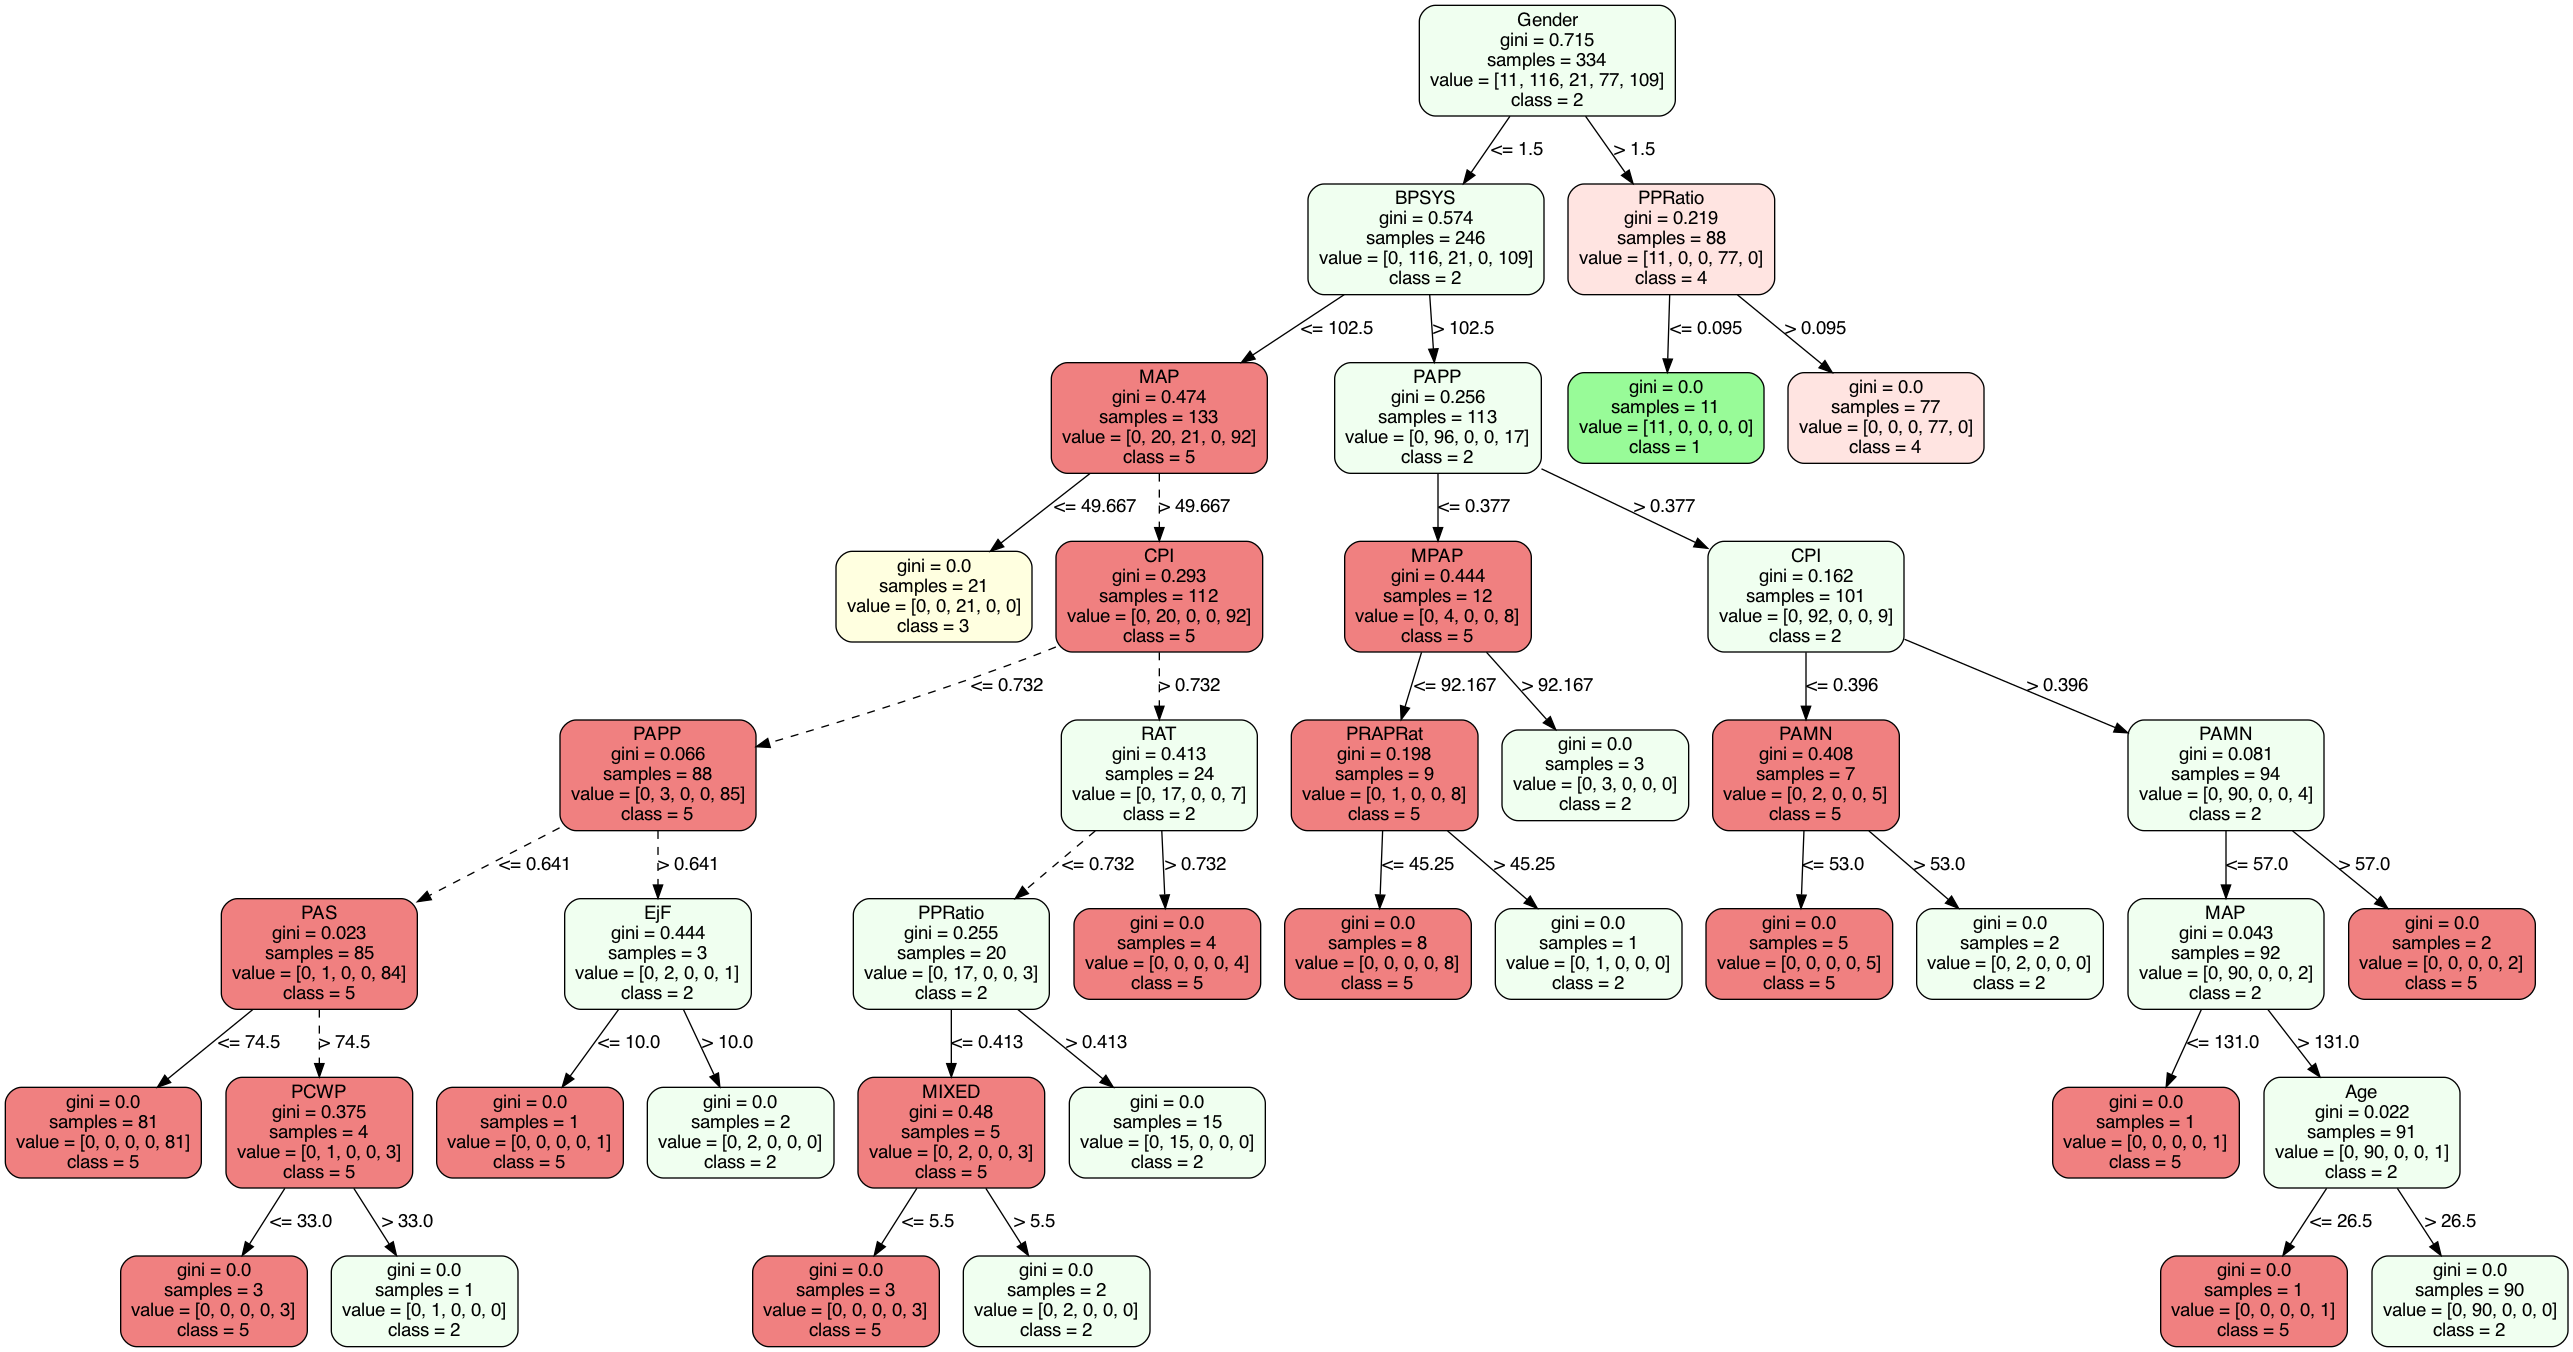 Gender
gini = 0.715
samples = 334
value = [11, 116, 21, 77, 109]
class = 2
<= 1.5
> 1.5
BPSYS
gini = 0.574
samples = 246
value = [0, 116, 21, 0, 109]
class = 2
PPRatio
gini = 0.219
samples = 88
value = [11, 0, 0, 77, 0]
class = 4
<= 102.5
> 102.5
<= 0.095
> 0.095
MAP
gini = 0.474
samples = 133
value = [0, 20, 21, 0, 92]
class = 5
PAPP
gini = 0.256
samples = 113
value = [0, 96, 0, 0, 17]
class = 2
gini = 0.0
samples = 11
value = [11, 0, 0, 0, 0]
class = 1
gini = 0.0
samples = 77
value = [0, 0, 0, 77, 0]
class = 4
<= 49.667
> 49.667
<= 0.377
> 0.377
gini = 0.0
samples = 21
value = [0, 0, 21, 0, 0]
class = 3
CPI
gini = 0.293
samples = 112
value = [0, 20, 0, 0, 92]
class = 5
MPAP
gini = 0.444
samples = 12
value = [0, 4, 0, 0, 8]
class = 5
CPI
gini = 0.162
samples = 101
value = [0, 92, 0, 0, 9]
class = 2
<= 0.732
> 0.732
<= 92.167
> 92.167
<= 0.396
> 0.396
PAPP
gini = 0.066
samples = 88
value = [0, 3, 0, 0, 85]
class = 5
RAT
gini = 0.413
samples = 24
value = [0, 17, 0, 0, 7]
class = 2
PRAPRat
gini = 0.198
samples = 9
value = [0, 1, 0, 0, 8]
class = 5
gini = 0.0
samples = 3
value = [0, 3, 0, 0, 0]
class = 2
PAMN
gini = 0.408
samples = 7
value = [0, 2, 0, 0, 5]
class = 5
PAMN
gini = 0.081
samples = 94
value = [0, 90, 0, 0, 4]
class = 2
<= 0.641
> 0.641
<= 0.732
> 0.732
<= 45.25
> 45.25
<= 53.0
> 53.0
<= 57.0
> 57.0
PAS
gini = 0.023
samples = 85
value = [0, 1, 0, 0, 84]
class = 5
EjF
gini = 0.444
samples = 3
value = [0, 2, 0, 0, 1]
class = 2
PPRatio
gini = 0.255
samples = 20
value = [0, 17, 0, 0, 3]
class = 2
gini = 0.0
samples = 4
value = [0, 0, 0, 0, 4]
class = 5
gini = 0.0
samples = 8
value = [0, 0, 0, 0, 8]
class = 5
gini = 0.0
samples = 1
value = [0, 1, 0, 0, 0]
class = 2
gini = 0.0
samples = 5
value = [0, 0, 0, 0, 5]
class = 5
gini = 0.0
samples = 2
value = [0, 2, 0, 0, 0]
class = 2
MAP
gini = 0.043
samples = 92
value = [0, 90, 0, 0, 2]
class = 2
gini = 0.0
samples = 2
value = [0, 0, 0, 0, 2]
class = 5
<= 74.5
> 74.5
<= 10.0
> 10.0
<= 0.413
> 0.413
<= 131.0
> 131.0
gini = 0.0
samples = 81
value = [0, 0, 0, 0, 81]
class = 5
PCWP
gini = 0.375
samples = 4
value = [0, 1, 0, 0, 3]
class = 5
gini = 0.0
samples = 1
value = [0, 0, 0, 0, 1]
class = 5
gini = 0.0
samples = 2
value = [0, 2, 0, 0, 0]
class = 2
MIXED
gini = 0.48
samples = 5
value = [0, 2, 0, 0, 3]
class = 5
gini = 0.0
samples = 15
value = [0, 15, 0, 0, 0]
class = 2
gini = 0.0
samples = 1
value = [0, 0, 0, 0, 1]
class = 5
Age
gini = 0.022
samples = 91
value = [0, 90, 0, 0, 1]
class = 2
<= 33.0
> 33.0
<= 5.5
> 5.5
<= 26.5
> 26.5
gini = 0.0
samples = 3
value = [0, 0, 0, 0, 3]
class = 5
gini = 0.0
samples = 1
value = [0, 1, 0, 0, 0]
class = 2
gini = 0.0
samples = 3
value = [0, 0, 0, 0, 3]
class = 5
gini = 0.0
samples = 2
value = [0, 2, 0, 0, 0]
class = 2
gini = 0.0
samples = 1
value = [0, 0, 0, 0, 1]
class = 5
gini = 0.0
samples = 90
value = [0, 90, 0, 0, 0]
class = 2